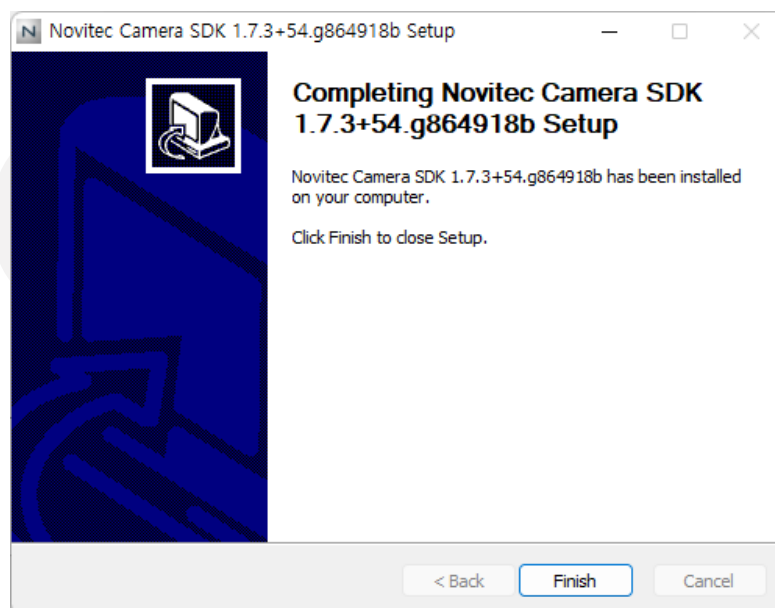 Novitec Camera SDK 1.7.3+54.g864918b Setup
Completing Novitec Camera SDK
1.7.3+54.g864918b Setup
Novitec Camera SDK 1.7.3+54.g864918b has been installed
on your computer.
Click Finish to close Setup.
< Back
Finish
Cancel